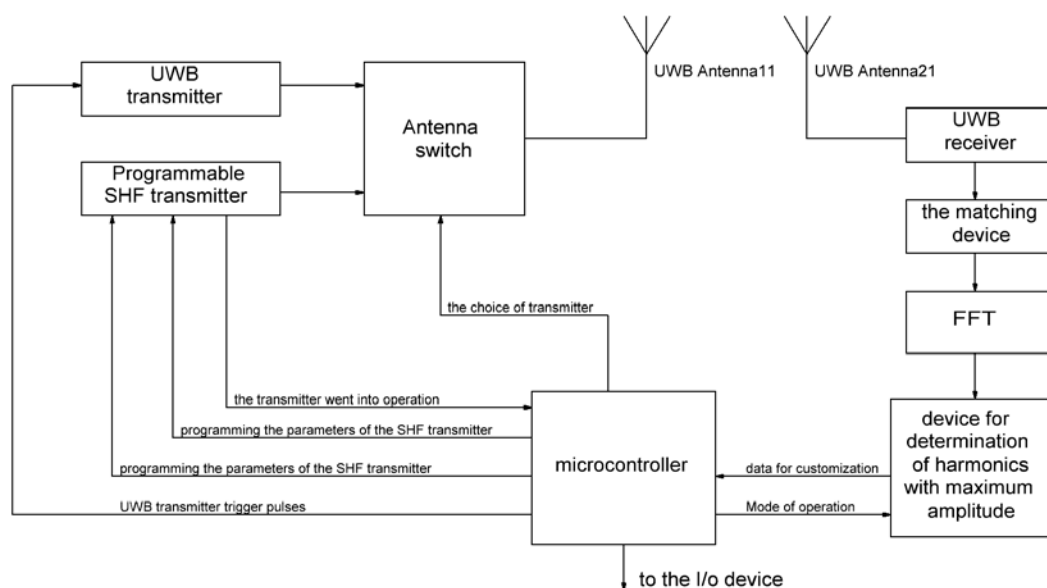 UWB
transmitter
Programmable
SHF transmitter
Antenna
switch
UWB Antenna11
UWB Antenna21
UWB
receiver
the matching
device
FFT
device for
determination
of harmonics
with maximum
amplitude
the choice of transmitter
the transmitter went into operation
programming the parameters of the SHF transmitter
programming the parameters of the SHF transmitter
UWB transmitter trigger pulses
microcontroller
data for customization
Mode of operation
to the I/o device